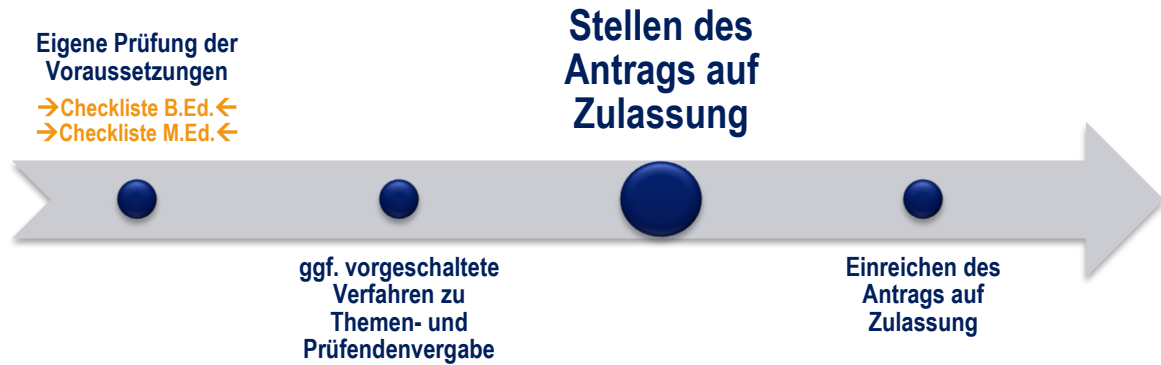 Eigene Prüfung der
Voraussetzungen
→Checkliste B.Ed.←
→Checkliste M.Ed.←
ggf. vorgeschaltete
Verfahren zu
Themen- und
Prüfendenvergabe
Stellen des
Antrags auf
Zulassung
Einreichen des
Antrags auf
Zulassung